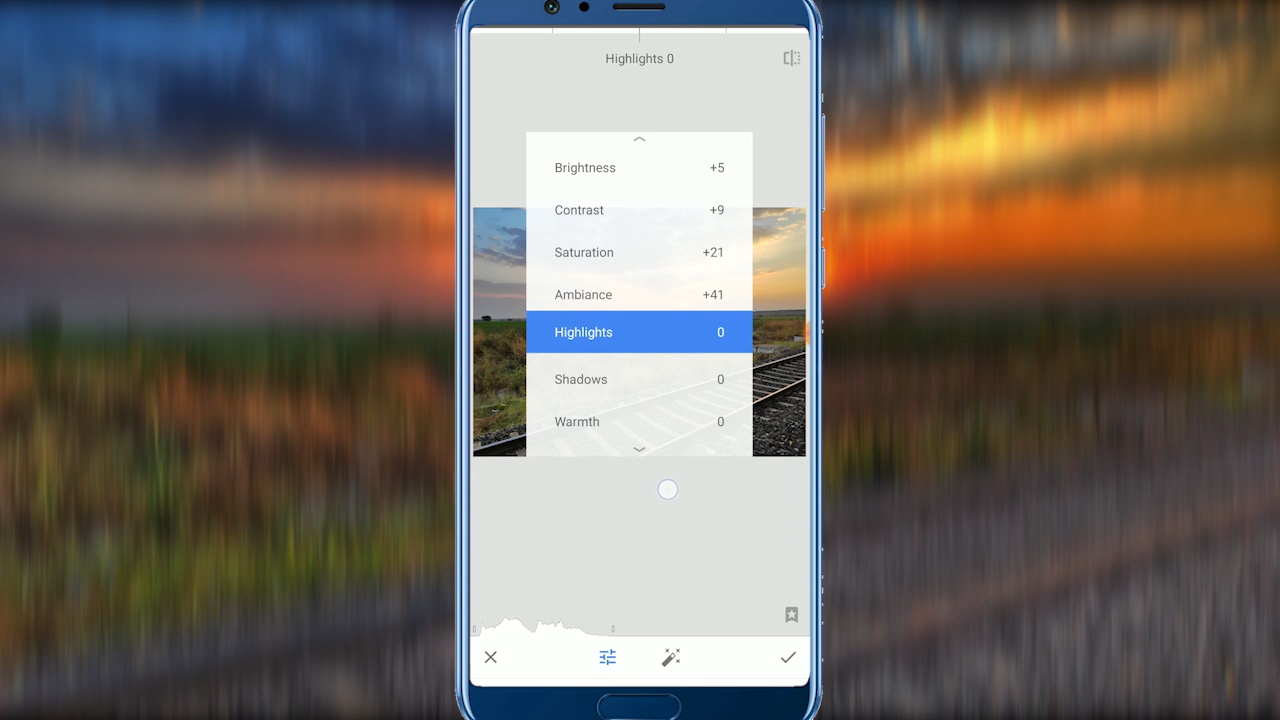 Highlights 0
Brightness +5
Contrast +9
Saturation +21
Ambiance +41
Highlights 0
Shadows 0
Warmth 0